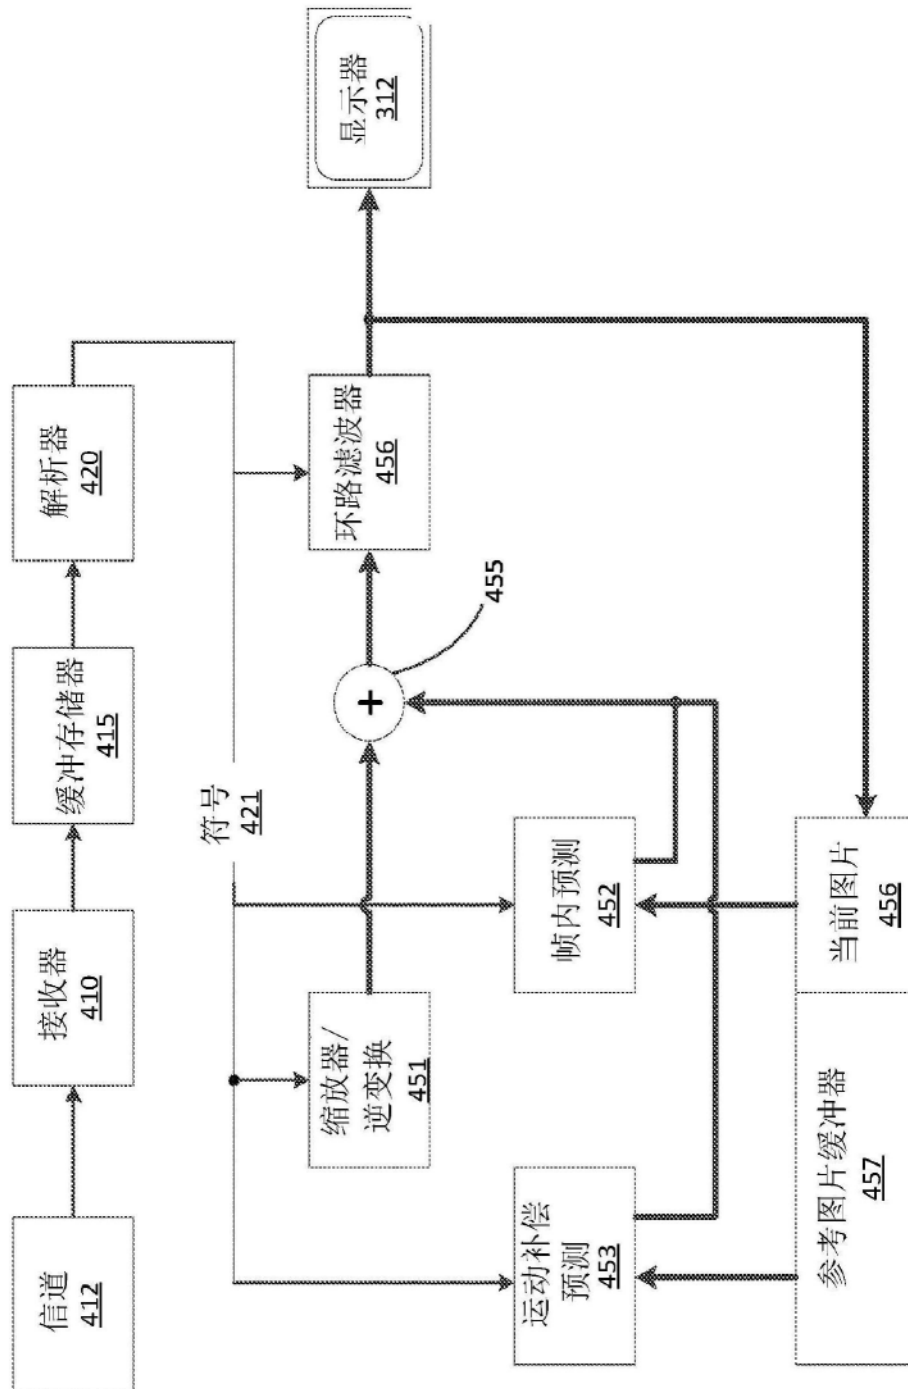 信道
412
接收器
410
缓冲存储器
415
解析器
420
符号
421
缩放器/
逆变换
451
+
455
环路滤波器
456
显示器
312
运动补偿
预测
453
帧内预测
452
参考图片缓冲器
457
当前图片
456